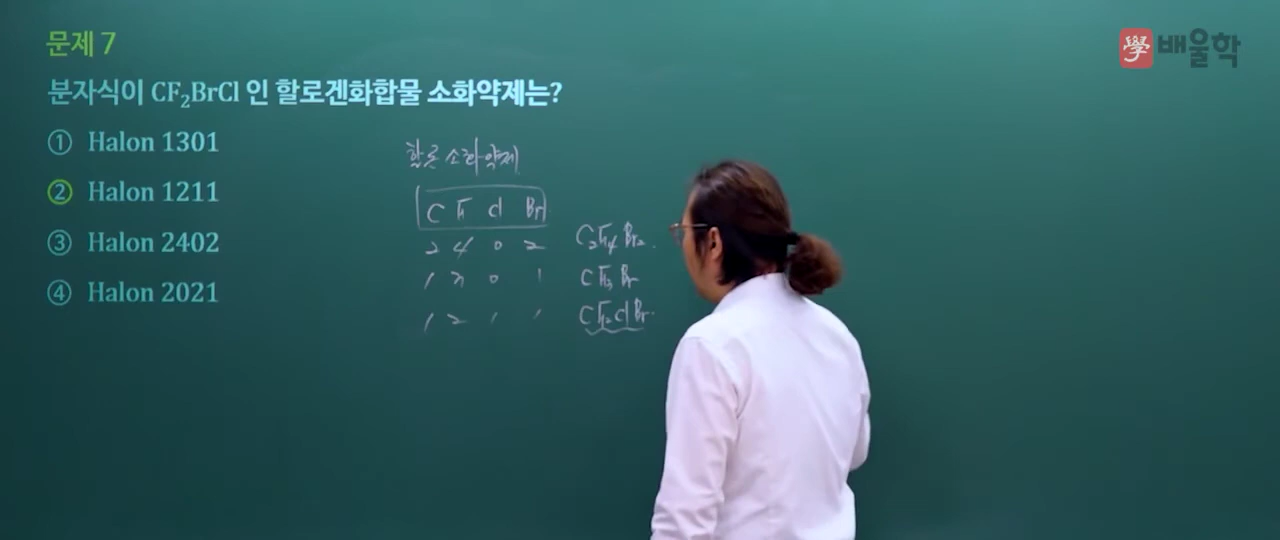 문제 7
學 배울학
분자식이 CF₂BrCl 인 할로겐화합물 소화약제는?
① Halon 1301
② Halon 1211
③ Halon 2402
④ Halon 2021
할론 소화약제
C F Cl Br
2 4 0 2 C₂F₄Br₂.
1 3 0 1 CF₃Br
1 2 1 1 CF₂ClBr.